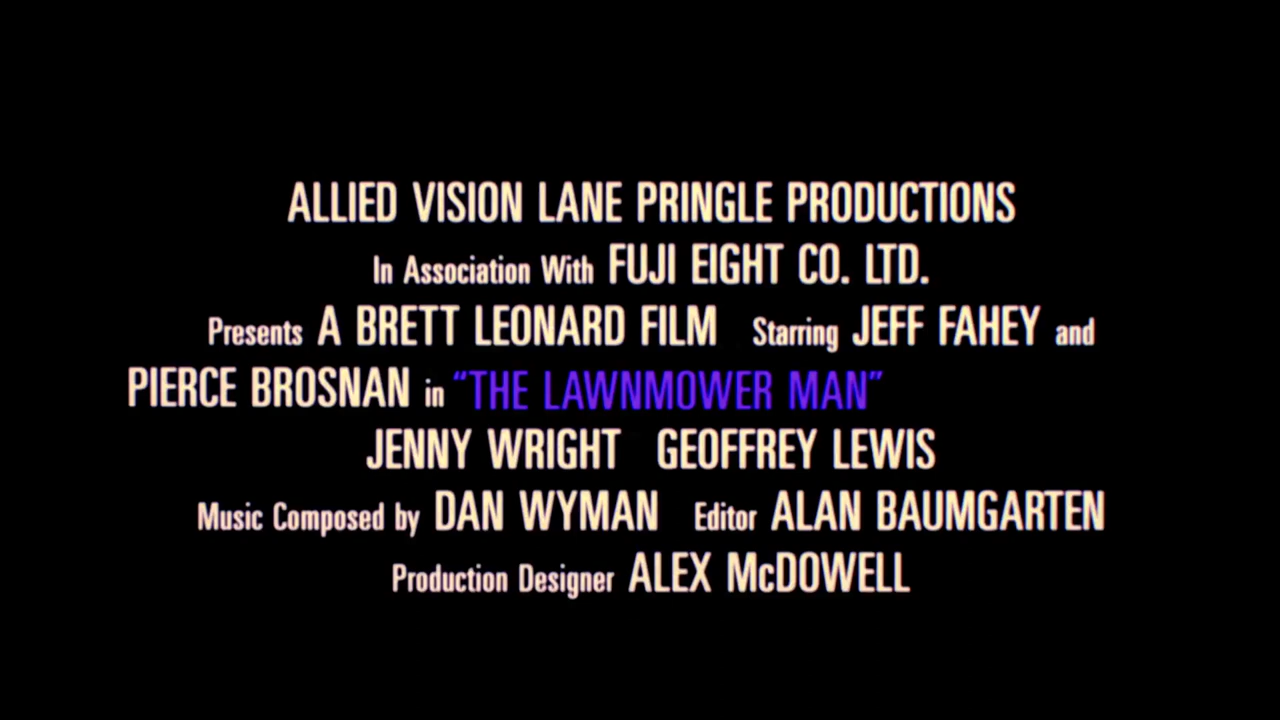 ALLIED VISION LANE PRINGLE PRODUCTIONS
In Association With FUJI EIGHT CO. LTD.
Presents A BRETT LEONARD FILM Starring JEFF FAHEY and
PIERCE BROSNAN in “THE LAWNMOWER MAN”
JENNY WRIGHT GEOFFREY LEWIS
Music Composed by DAN WYMAN Editor ALAN BAUMGARTEN
Production Designer ALEX McDOWELL